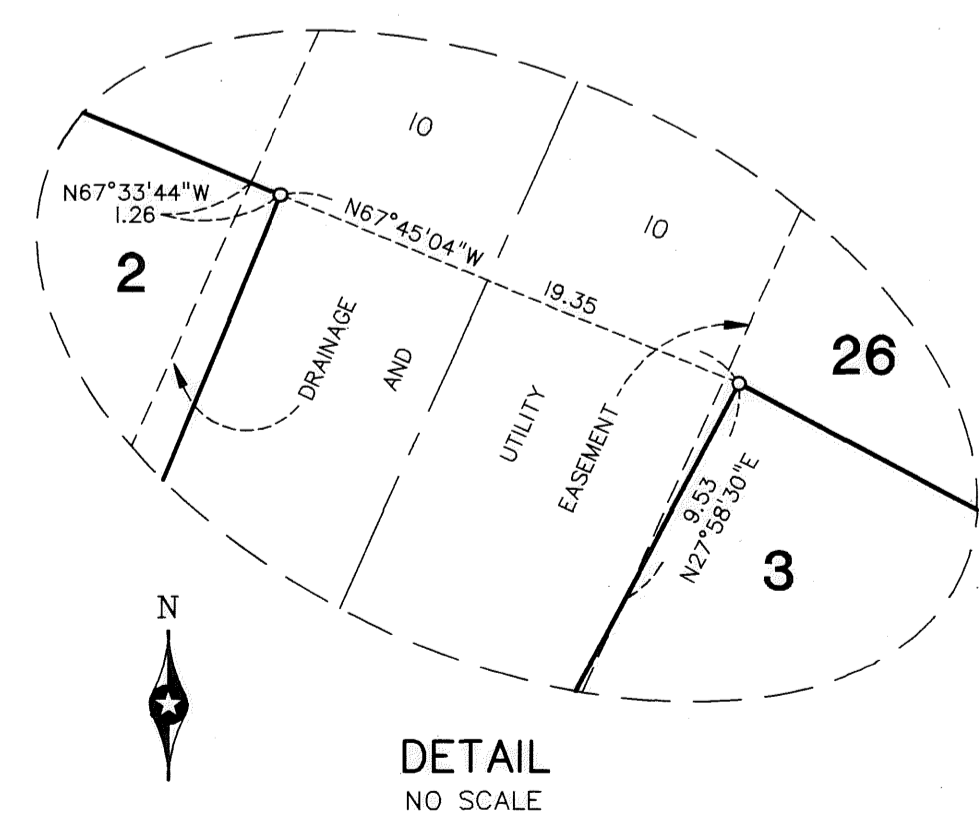 10
N67°33'44"W
1.26
N67°45'04"W
10
2
19.35
DRAINAGE
AND
UTILITY
EASEMENT
26
9.53
N27°58'30"E
3
N
DETAIL
NO SCALE